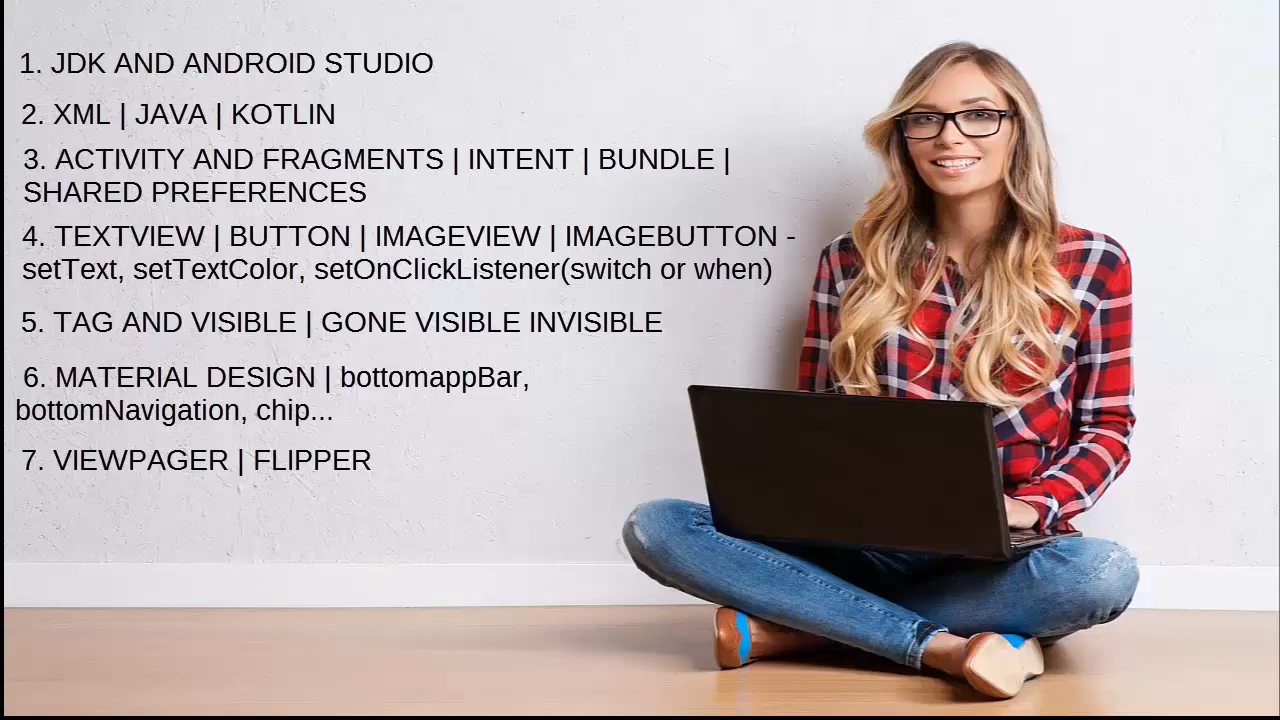 1. JDK AND ANDROID STUDIO
2. XML | JAVA | KOTLIN
3. ACTIVITY AND FRAGMENTS | INTENT | BUNDLE |
SHARED PREFERENCES
4. TEXTVIEW | BUTTON | IMAGEVIEW | IMAGEBUTTON -
setText, setTextColor, setOnClickListener(switch or when)
5. TAG AND VISIBLE | GONE VISIBLE INVISIBLE
6. MATERIAL DESIGN | bottomappBar,
bottomNavigation, chip...
7. VIEWPAGER | FLIPPER